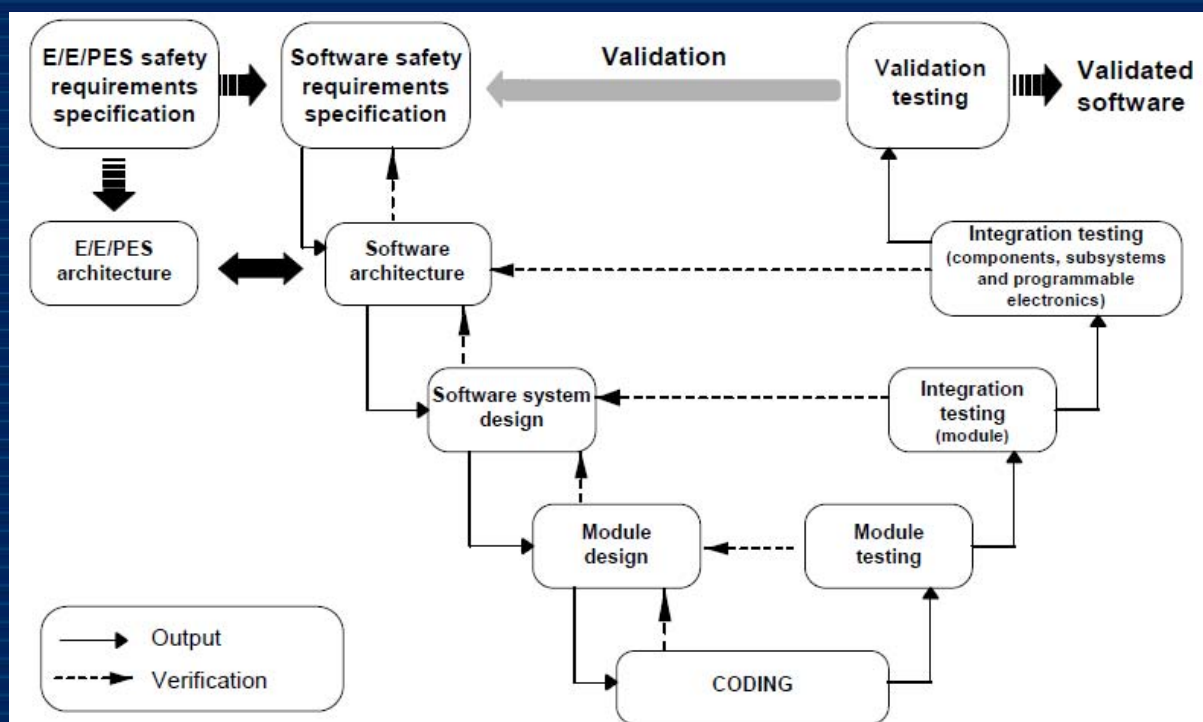 E/E/PES safety
requirements
specification
Software safety
requirements
specification
Validation
Validation
testing
Validated
software
E/E/PES
architecture
Software
architecture
Integration testing
(components, subsystems
and programmable
electronics)
Software system
design
Integration
testing
(module)
Module
design
Module
testing
Output
Verification
CODING